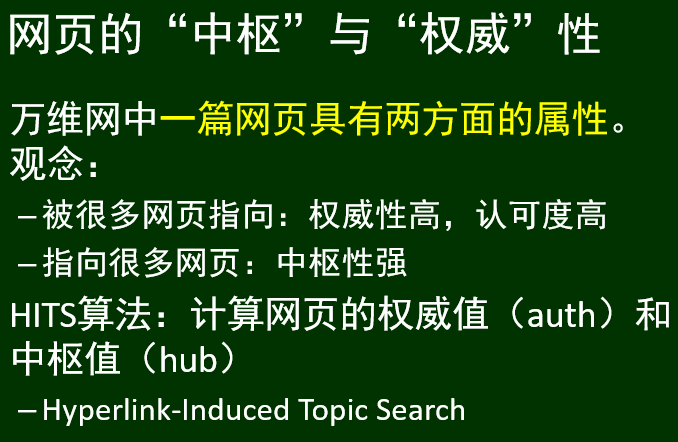 网页的“中枢”与“权威”性
万维网中一篇网页具有两方面的属性。
观念：
–被很多网页指向：权威性高，认可度高
–指向很多网页：中枢性强
HITS算法：计算网页的权威值（auth）和
中枢值（hub）
–Hyperlink-Induced Topic Search